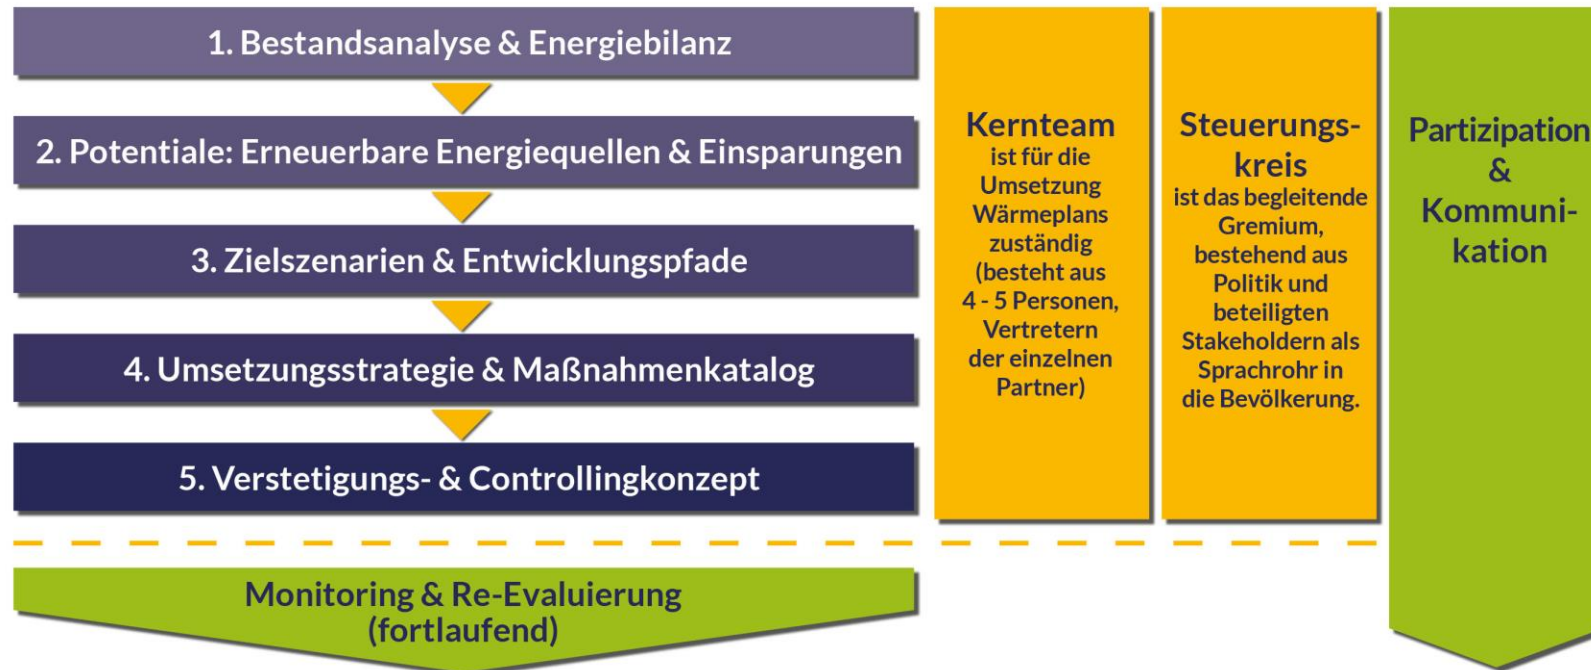 1. Bestandsanalyse & Energiebilanz
2. Potentiale: Erneuerbare Energiequellen & Einsparungen
3. Zielszenarien & Entwicklungspfade
4. Umsetzungsstrategie & Maßnahmenkatalog
5. Verstetigungs- & Controllingkonzept
Monitoring & Re-Evaluierung
(fortlaufend)
Kernteam
ist für die
Umsetzung
Wärmeplans
zuständig
(besteht aus
4 - 5 Personen,
Vertretern
der einzelnen
Partner)
Steuerungs-
kreis
ist das begleitende
Gremium,
bestehend aus
Politik und
beteiligten
Stakeholdern als
Sprachrohr in
die Bevölkerung.
Partizipation
&
Kommuni-
kation